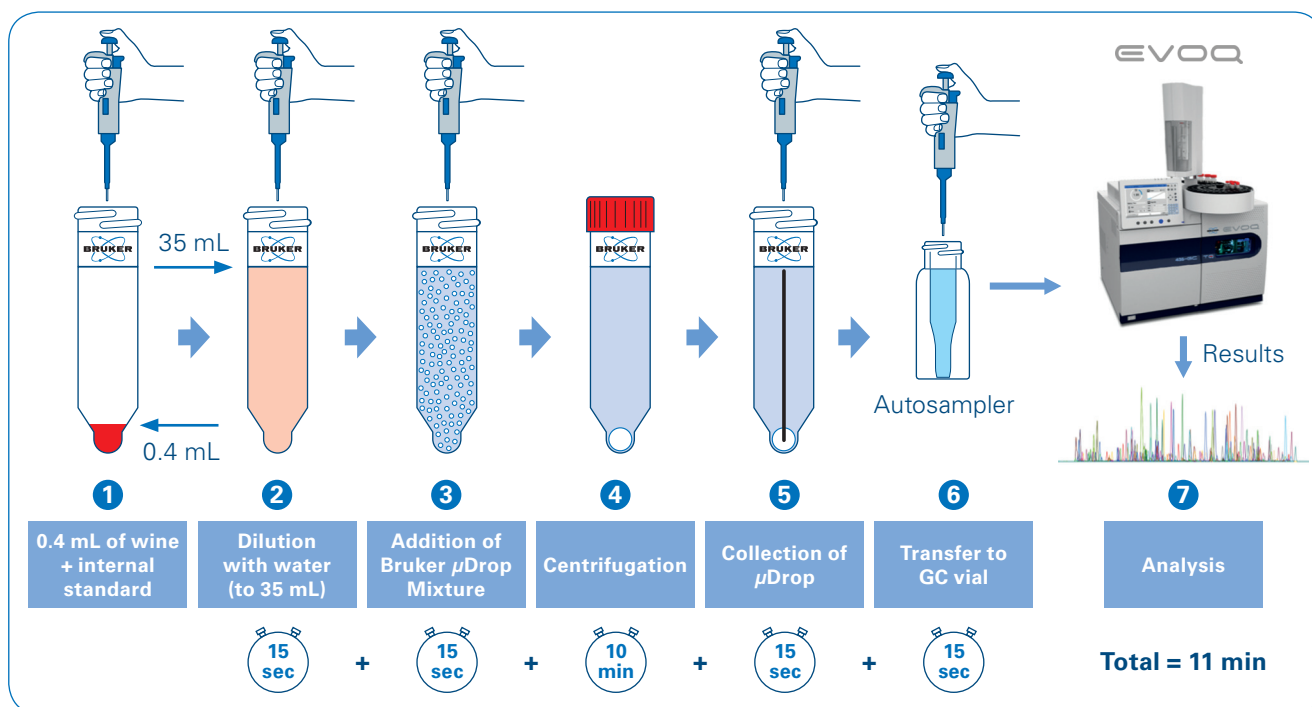 EVOQ
BRUKER
BRUKER
BRUKER
BRUKER
BRUKER
35 mL
0.4 mL
EVOQ
Autosampler
Results
1
2
3
4
5
6
7
0.4 mL of wine
+ internal
standard
Dilution
with water
(to 35 mL)
Addition of
Bruker µDrop
Mixture
Centrifugation
Collection of
µDrop
Transfer to
GC vial
Analysis
15
sec
+
15
sec
+
10
min
+
15
sec
+
15
sec
Total = 11 min